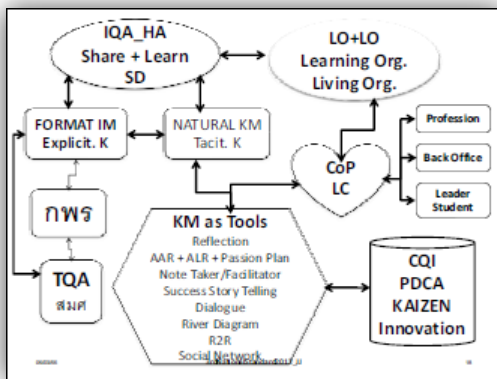 IQA_HA
Share + Learn
SD
LO+LO
Learning Org.
Living Org.
FORMAT IM
Explicit. K
NATURAL KM
Tacit. K
CoP
LC
Profession
Back Office
Leader
Student
กพร
TQA
สมศ
KM as Tools
Reflection
AAR + ALR + Passion Plan
Note Taker/Facilitator
Success Story Telling
Dialogue
River Diagram
R2R
Social Network
CQI
PDCA
KAIZEN
Innovation